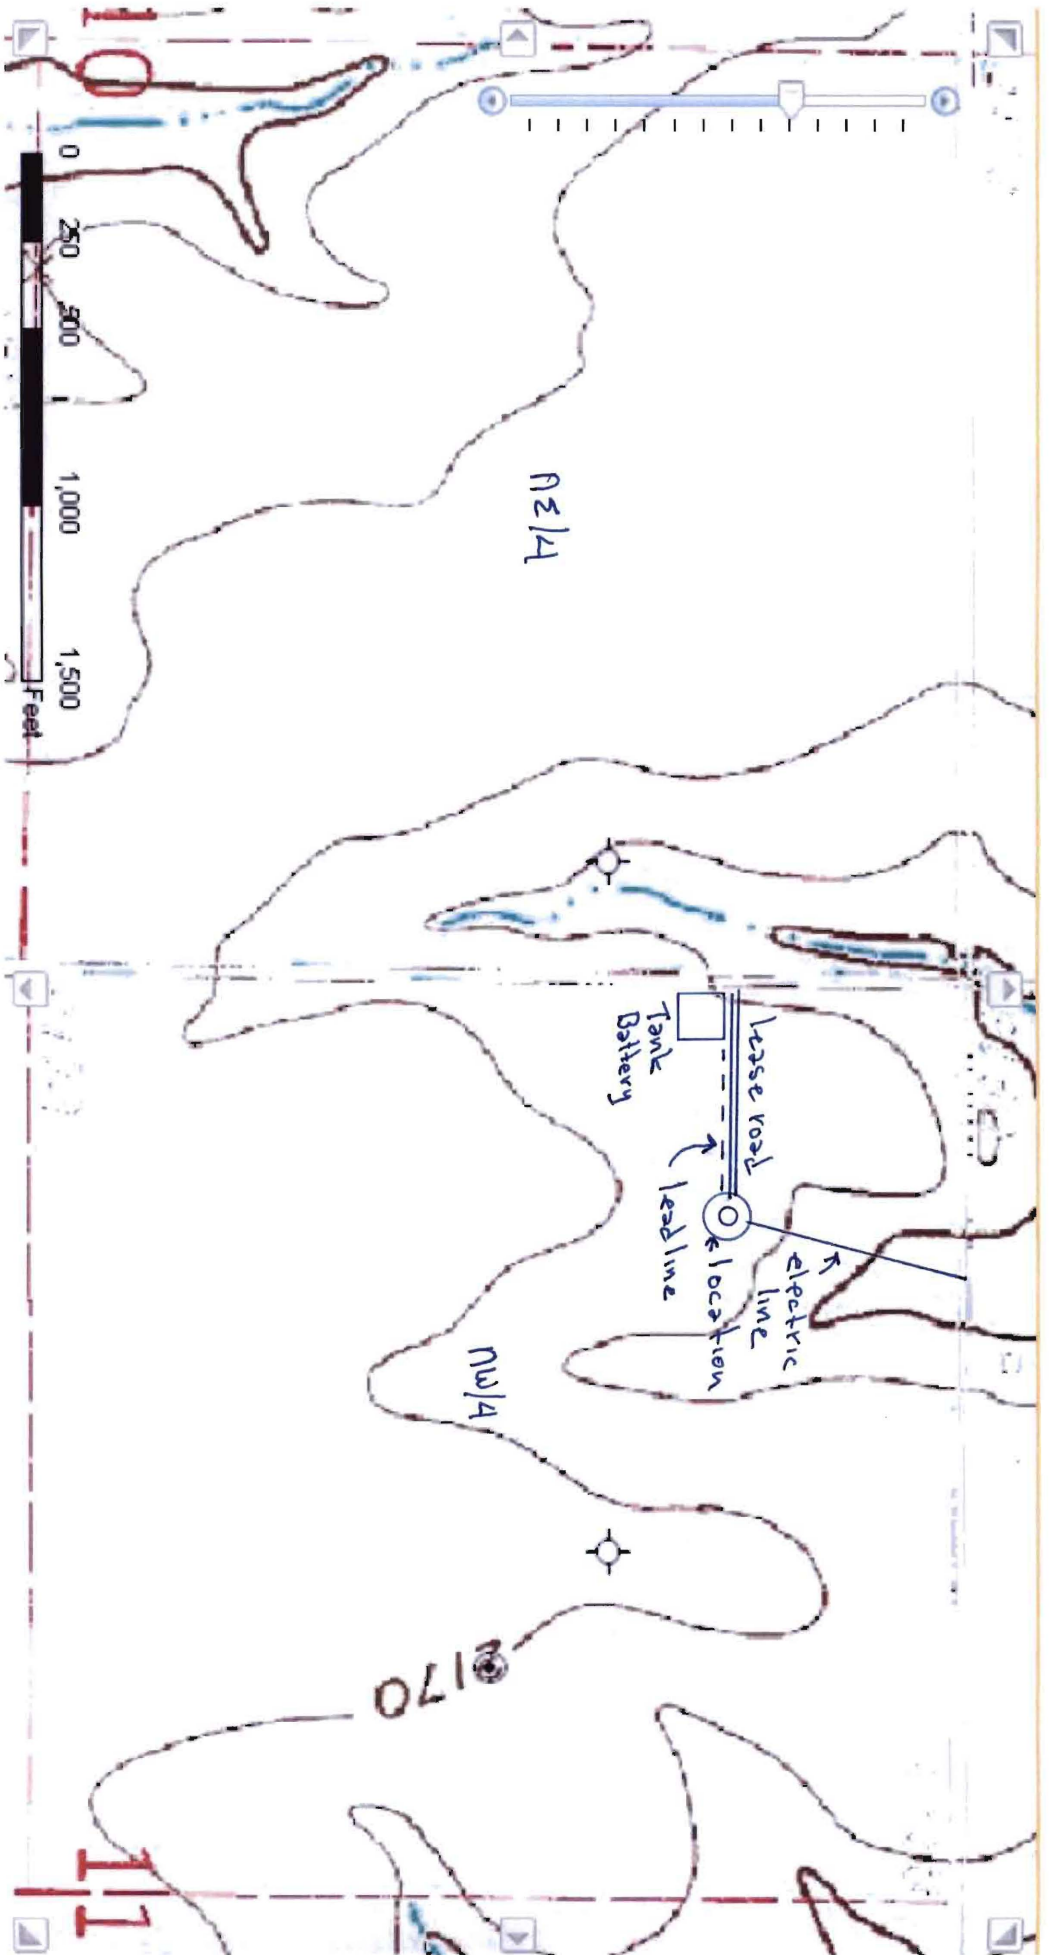 10
0 250 500 1,000 1,500
Feet
NE/4
Lease road
Tank
Battery
lead line
location
electric
line
NW/4
2170
11